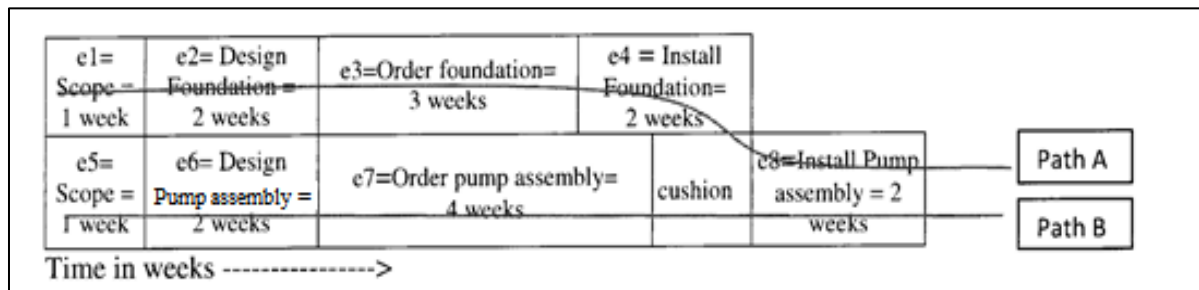 e1=
Scope =
1 week
e2= Design
Foundation =
2 weeks
e3=Order foundation=
3 weeks
e4 = Install
Foundation=
2 weeks
e5=
Scope =
1 week
e6= Design
Pump assembly =
2 weeks
e7=Order pump assembly=
4 weeks
cushion
e8=Install Pump
assembly = 2
weeks
Path A
Path B
Time in weeks ---------------->